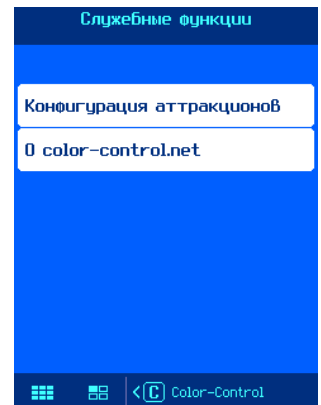 Служебные функции
Конфигурация аттракционов
О color-control.net
<[C] Color-Control